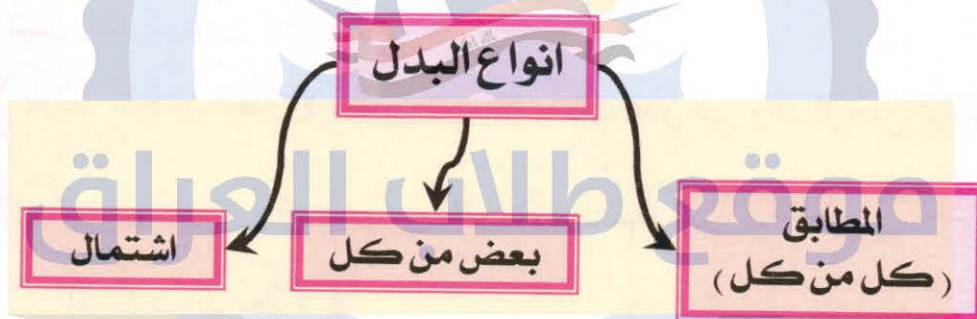 انواع البدل
المطابق
(كل من كل)
بعض من كل
اشتمال
موقع طلاب العراق